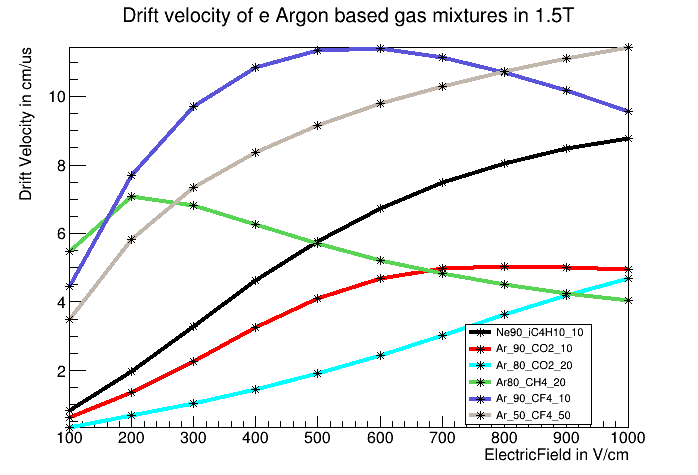 Drift velocity of e Argon based gas mixtures in 1.5T
Drift Velocity in cm/us
10
8
6
4
2
100 200 300 400 500 600 700 800 900 1000
ElectricField in V/cm
Ne90_iC4H10_10
Ar_90_CO2_10
Ar_80_CO2_20
Ar80_CH4_20
Ar_90_CF4_10
Ar_50_CF4_50